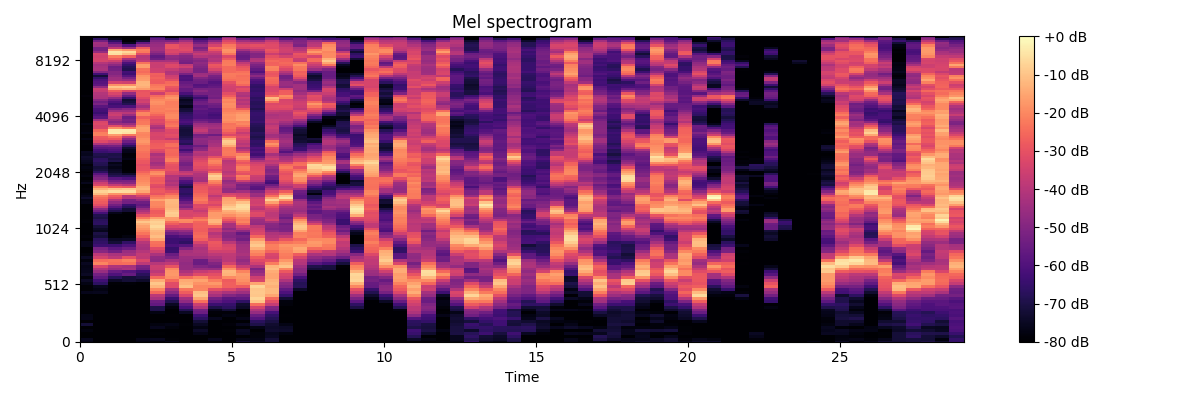 Mel spectrogram
Hz
8192
4096
2048
1024
512
0
0 5 10 15 20 25
Time
+0 dB
-10 dB
-20 dB
-30 dB
-40 dB
-50 dB
-60 dB
-70 dB
-80 dB